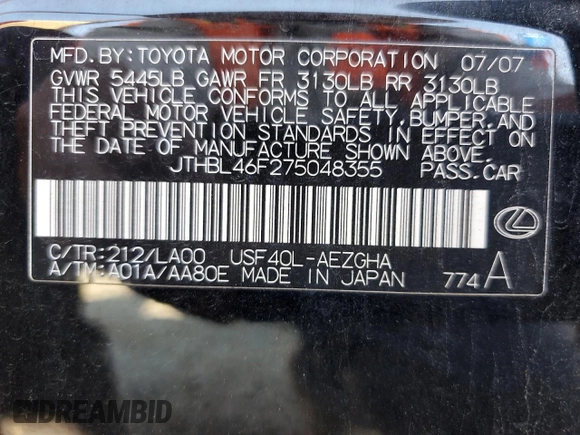 MFD.BY:TOYOTA MOTOR CORPORATION 07/07
GVWR 5445LB GAWR FR 3130LB RR 3130LB
THIS VEHICLE CONFORMS TO ALL APPLICABLE
FEDERAL MOTOR VEHICLE SAFETY,BUMPER,AND
THEFT PREVENTION STANDARDS IN EFFECT ON
THE DATE OF MANUFACTURE SHOWN ABOVE.
JTHBL46F275048355 PASS.CAR
C/TR:212/LA00 USF40L-AEZGHA
A/TM:A01A/AA80E MADE IN JAPAN 774A
DREAMBID